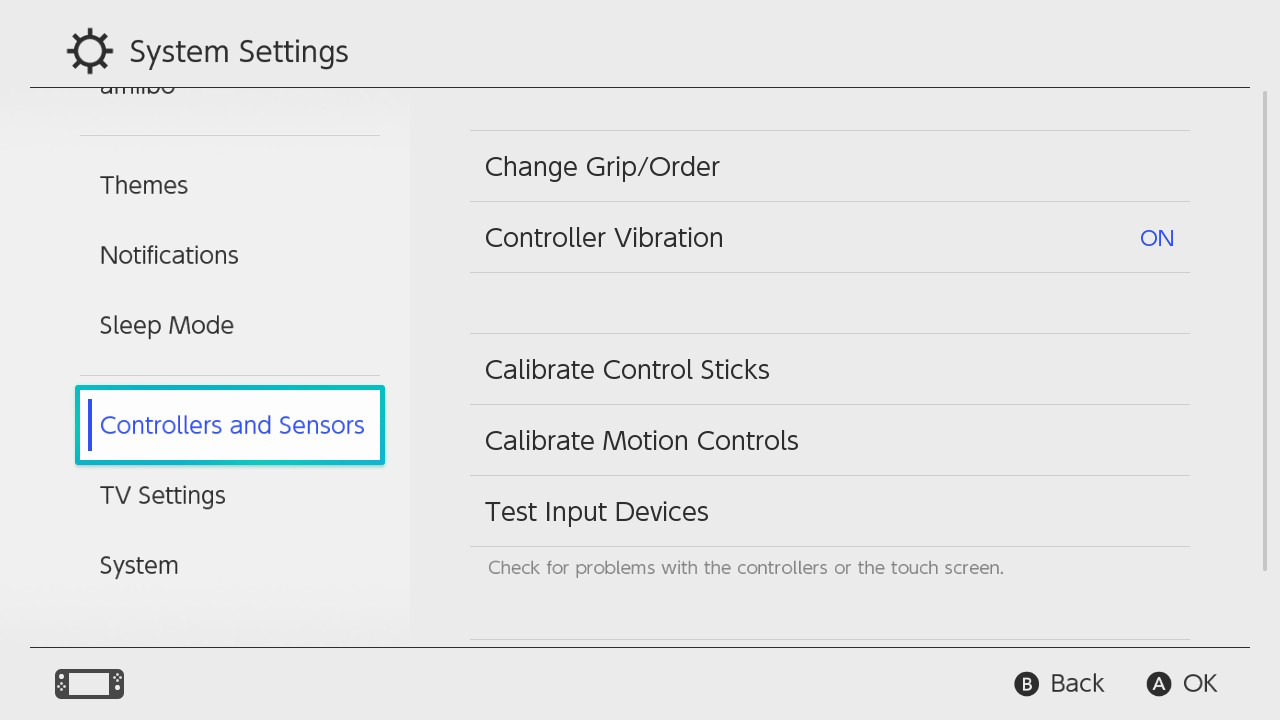 System Settings
amiibo
Themes
Notifications
Sleep Mode
Controllers and Sensors
TV Settings
System
Change Grip/Order
Controller Vibration ON
Calibrate Control Sticks
Calibrate Motion Controls
Test Input Devices
Check for problems with the controllers or the touch screen.
B Back A OK